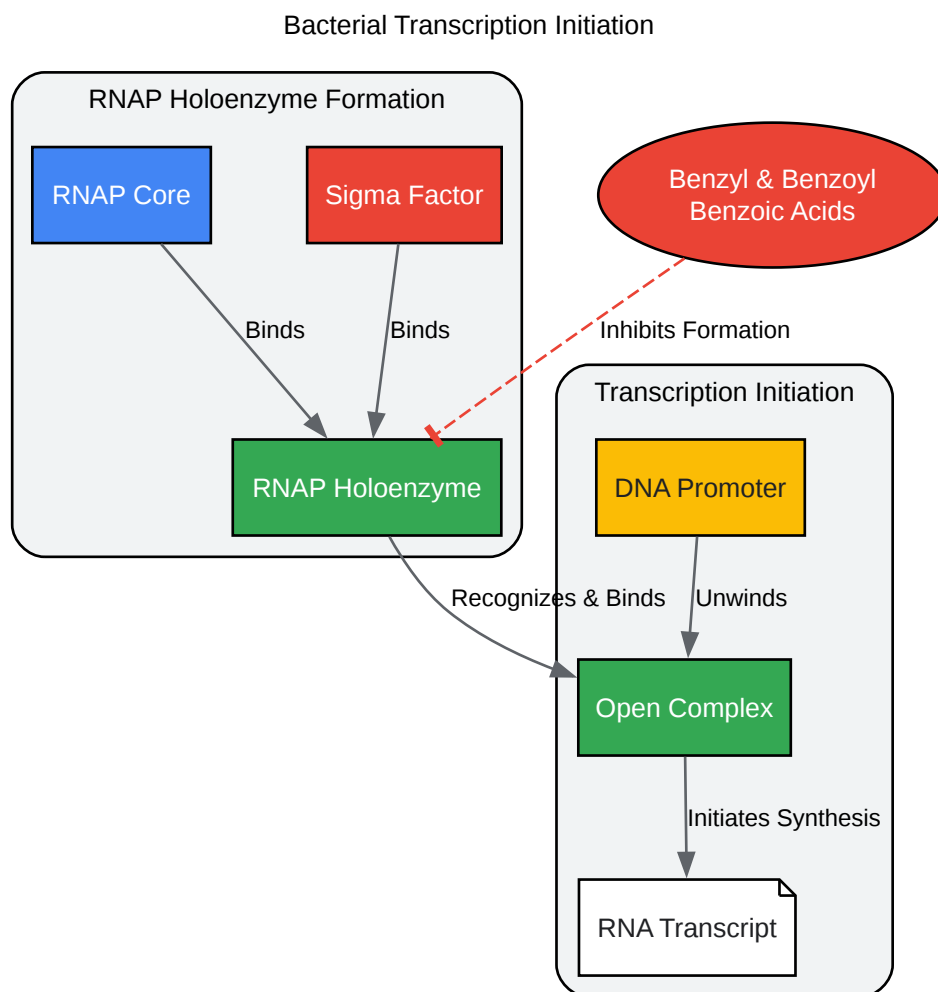 Bacterial Transcription Initiation
RNAP Holoenzyme Formation
RNAP Core
Sigma Factor
Benzyl & Benzoyl
Benzoic Acids
Binds
Binds
Inhibits Formation
Transcription Initiation
RNAP Holoenzyme
DNA Promoter
Recognizes & Binds
Unwinds
Open Complex
Initiates Synthesis
RNA Transcript